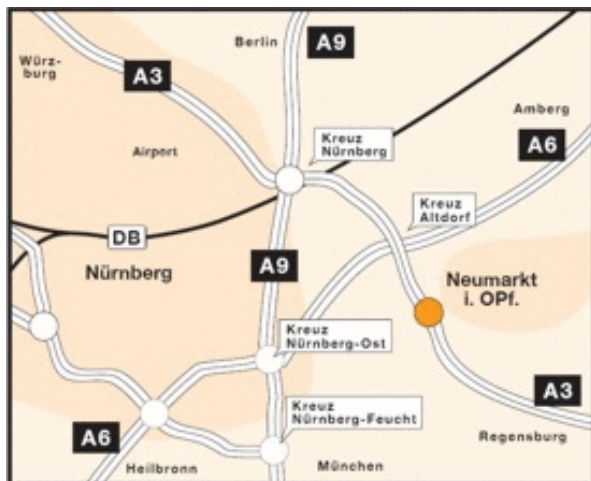 Berlin
A9
Würz-
burg
A3
Amberg
A6
Kreuz
Nürnberg
Airport
Kreuz
Altdorf
DB
Nürnberg
A9
Neumarkt
i. OPf.
Kreuz
Nürnberg-Ost
A3
Kreuz
Nürnberg-Feucht
A6
Regensburg
Heilbronn
München